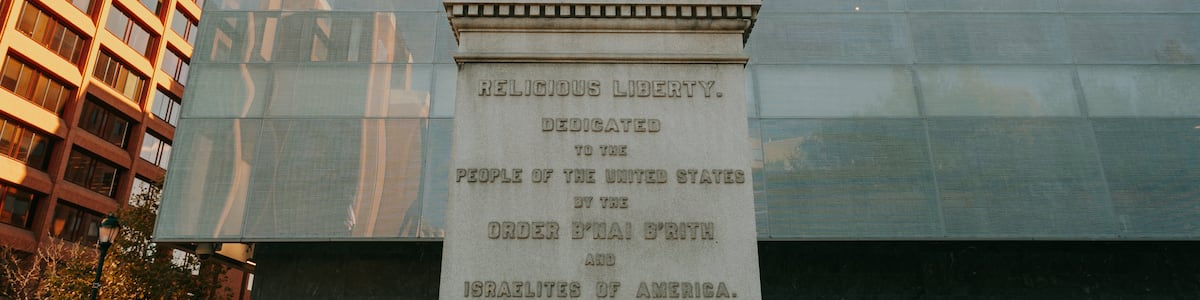 RELIGIOUS LIBERTY.
DEDICATED
TO THE
PEOPLE OF THE UNITED STATES
BY THE
ORDER B'NAI B'RITH
AND
ISRAELITES OF AMERICA.